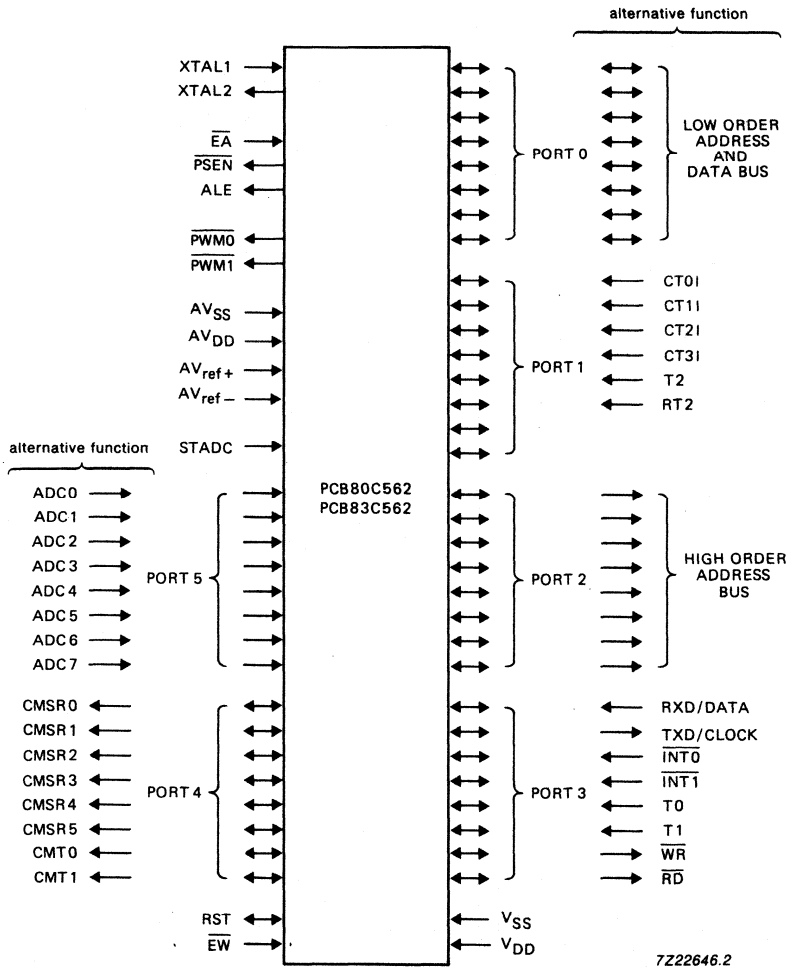 alternative function
XTAL1
XTAL2
EA
PSEN
ALE
PWM0
PWM1
AVSS
AVDD
AVref+
AVref−
STADC
PORT 0
LOW ORDER
ADDRESS
AND
DATA BUS
PORT 1
CT0I
CT1I
CT2I
CT3I
T2
RT2
alternative function
ADC0
ADC1
ADC2
ADC3
ADC4
ADC5
ADC6
ADC7
PORT 5
PCB80C562
PCB83C562
PORT 2
HIGH ORDER
ADDRESS
BUS
CMSR0
CMSR1
CMSR2
CMSR3
CMSR4
CMSR5
CMT0
CMT1
PORT 4
PORT 3
RXD/DATA
TXD/CLOCK
INT0
INT1
T0
T1
WR
RD
RST
EW
VSS
VDD
7Z22646.2